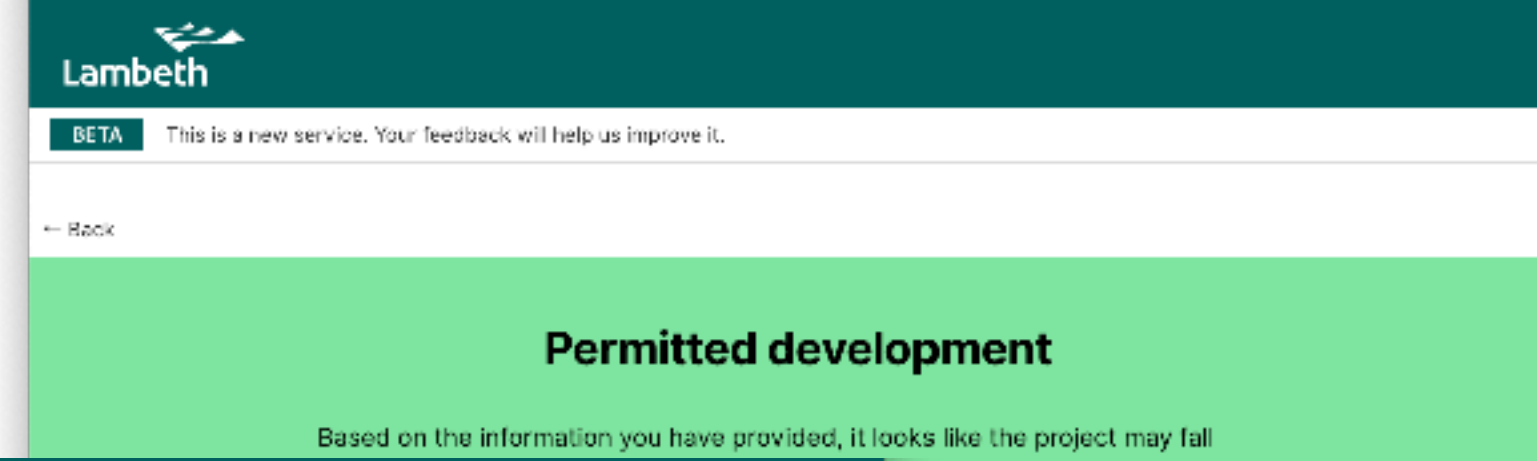 Lambeth
BETA This is a new service. Your feedback will help us improve it.
← Back
Permitted development
Based on the information you have provided, it looks like the project may fall